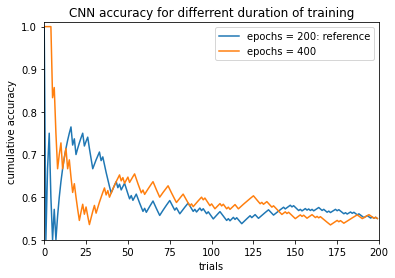 CNN accuracy for differrent duration of training
1.0
0.9
0.8
0.7
0.6
0.5
cumulative accuracy
epochs = 200: reference
epochs = 400
0 25 50 75 100 125 150 175 200
trials